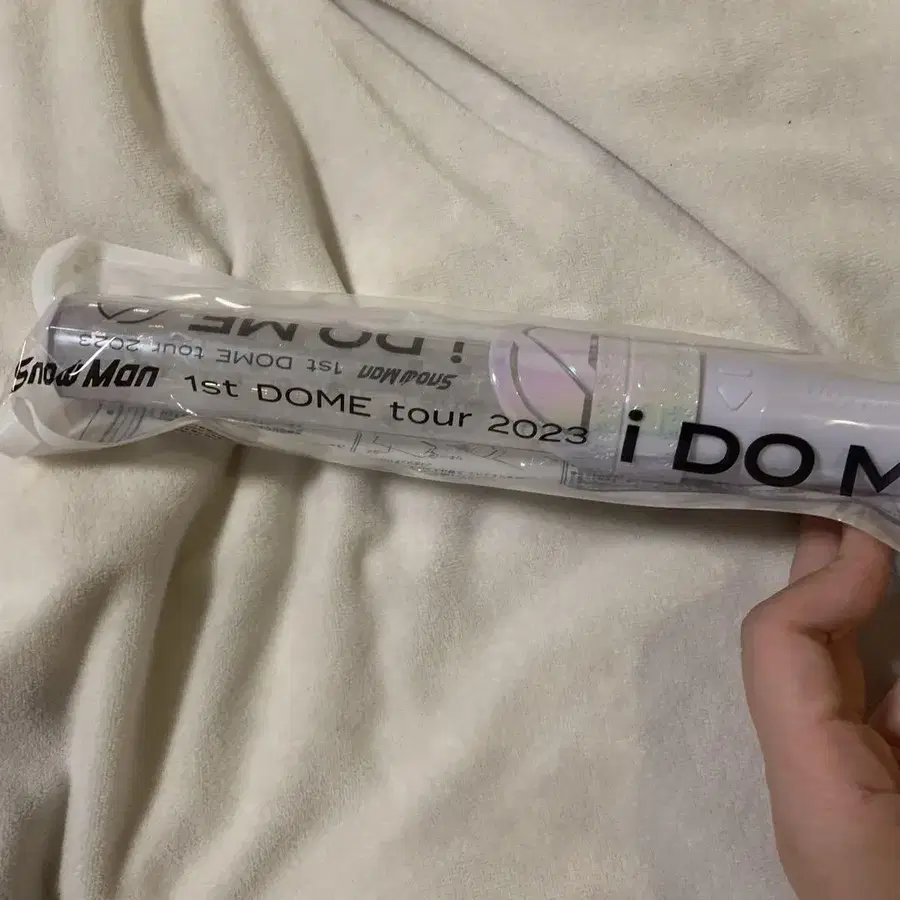 i DO ME
Snow Man 1st DOME tour 2023
Snow Man 1st DOME tour 2023 i DO M